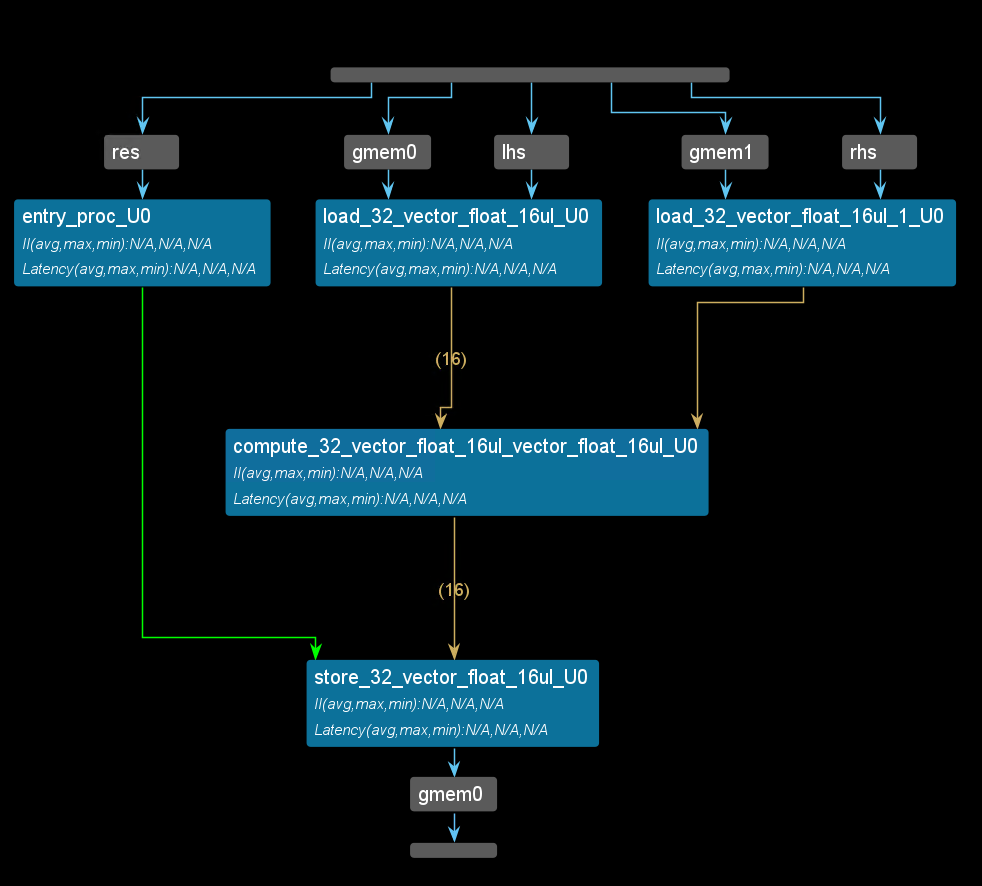 res
gmem0
lhs
gmem1
rhs
entry_proc_U0
II(avg,max,min):N/A,N/A,N/A
Latency(avg,max,min):N/A,N/A,N/A
load_32_vector_float_16ul_U0
II(avg,max,min):N/A,N/A,N/A
Latency(avg,max,min):N/A,N/A,N/A
load_32_vector_float_16ul_1_U0
II(avg,max,min):N/A,N/A,N/A
Latency(avg,max,min):N/A,N/A,N/A
(16)
compute_32_vector_float_16ul_vector_float_16ul_U0
II(avg,max,min):N/A,N/A,N/A
Latency(avg,max,min):N/A,N/A,N/A
(16)
store_32_vector_float_16ul_U0
II(avg,max,min):N/A,N/A,N/A
Latency(avg,max,min):N/A,N/A,N/A
gmem0